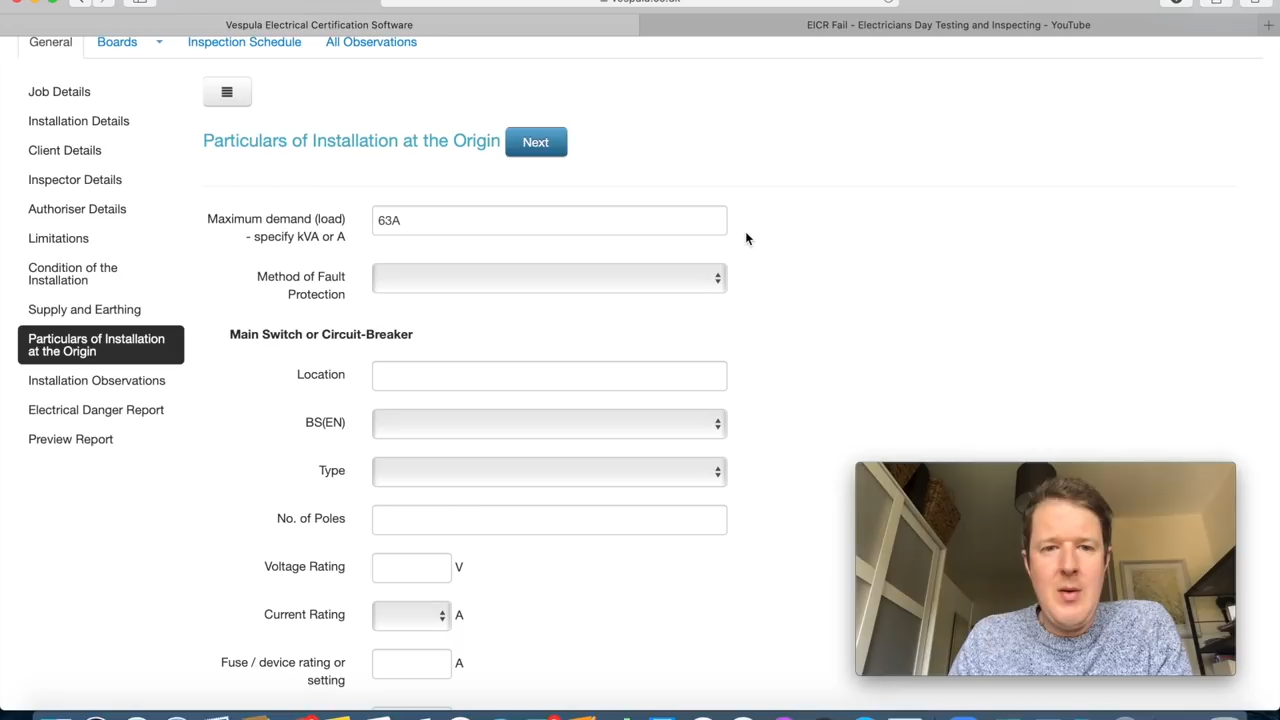 Vespula Electrical Certification Software
EICR Fail - Electricians Day Testing and Inspecting - YouTube
General
Boards
Inspection Schedule
All Observations
Job Details
Installation Details
Client Details
Inspector Details
Authoriser Details
Limitations
Condition of the
Installation
Supply and Earthing
Particulars of Installation
at the Origin
Installation Observations
Electrical Danger Report
Preview Report
Particulars of Installation at the Origin
Next
Maximum demand (load)
- specify kVA or A
63A
Method of Fault
Protection
Main Switch or Circuit-Breaker
Location
BS(EN)
Type
No. of Poles
Voltage Rating
V
Current Rating
A
Fuse / device rating or
setting
A